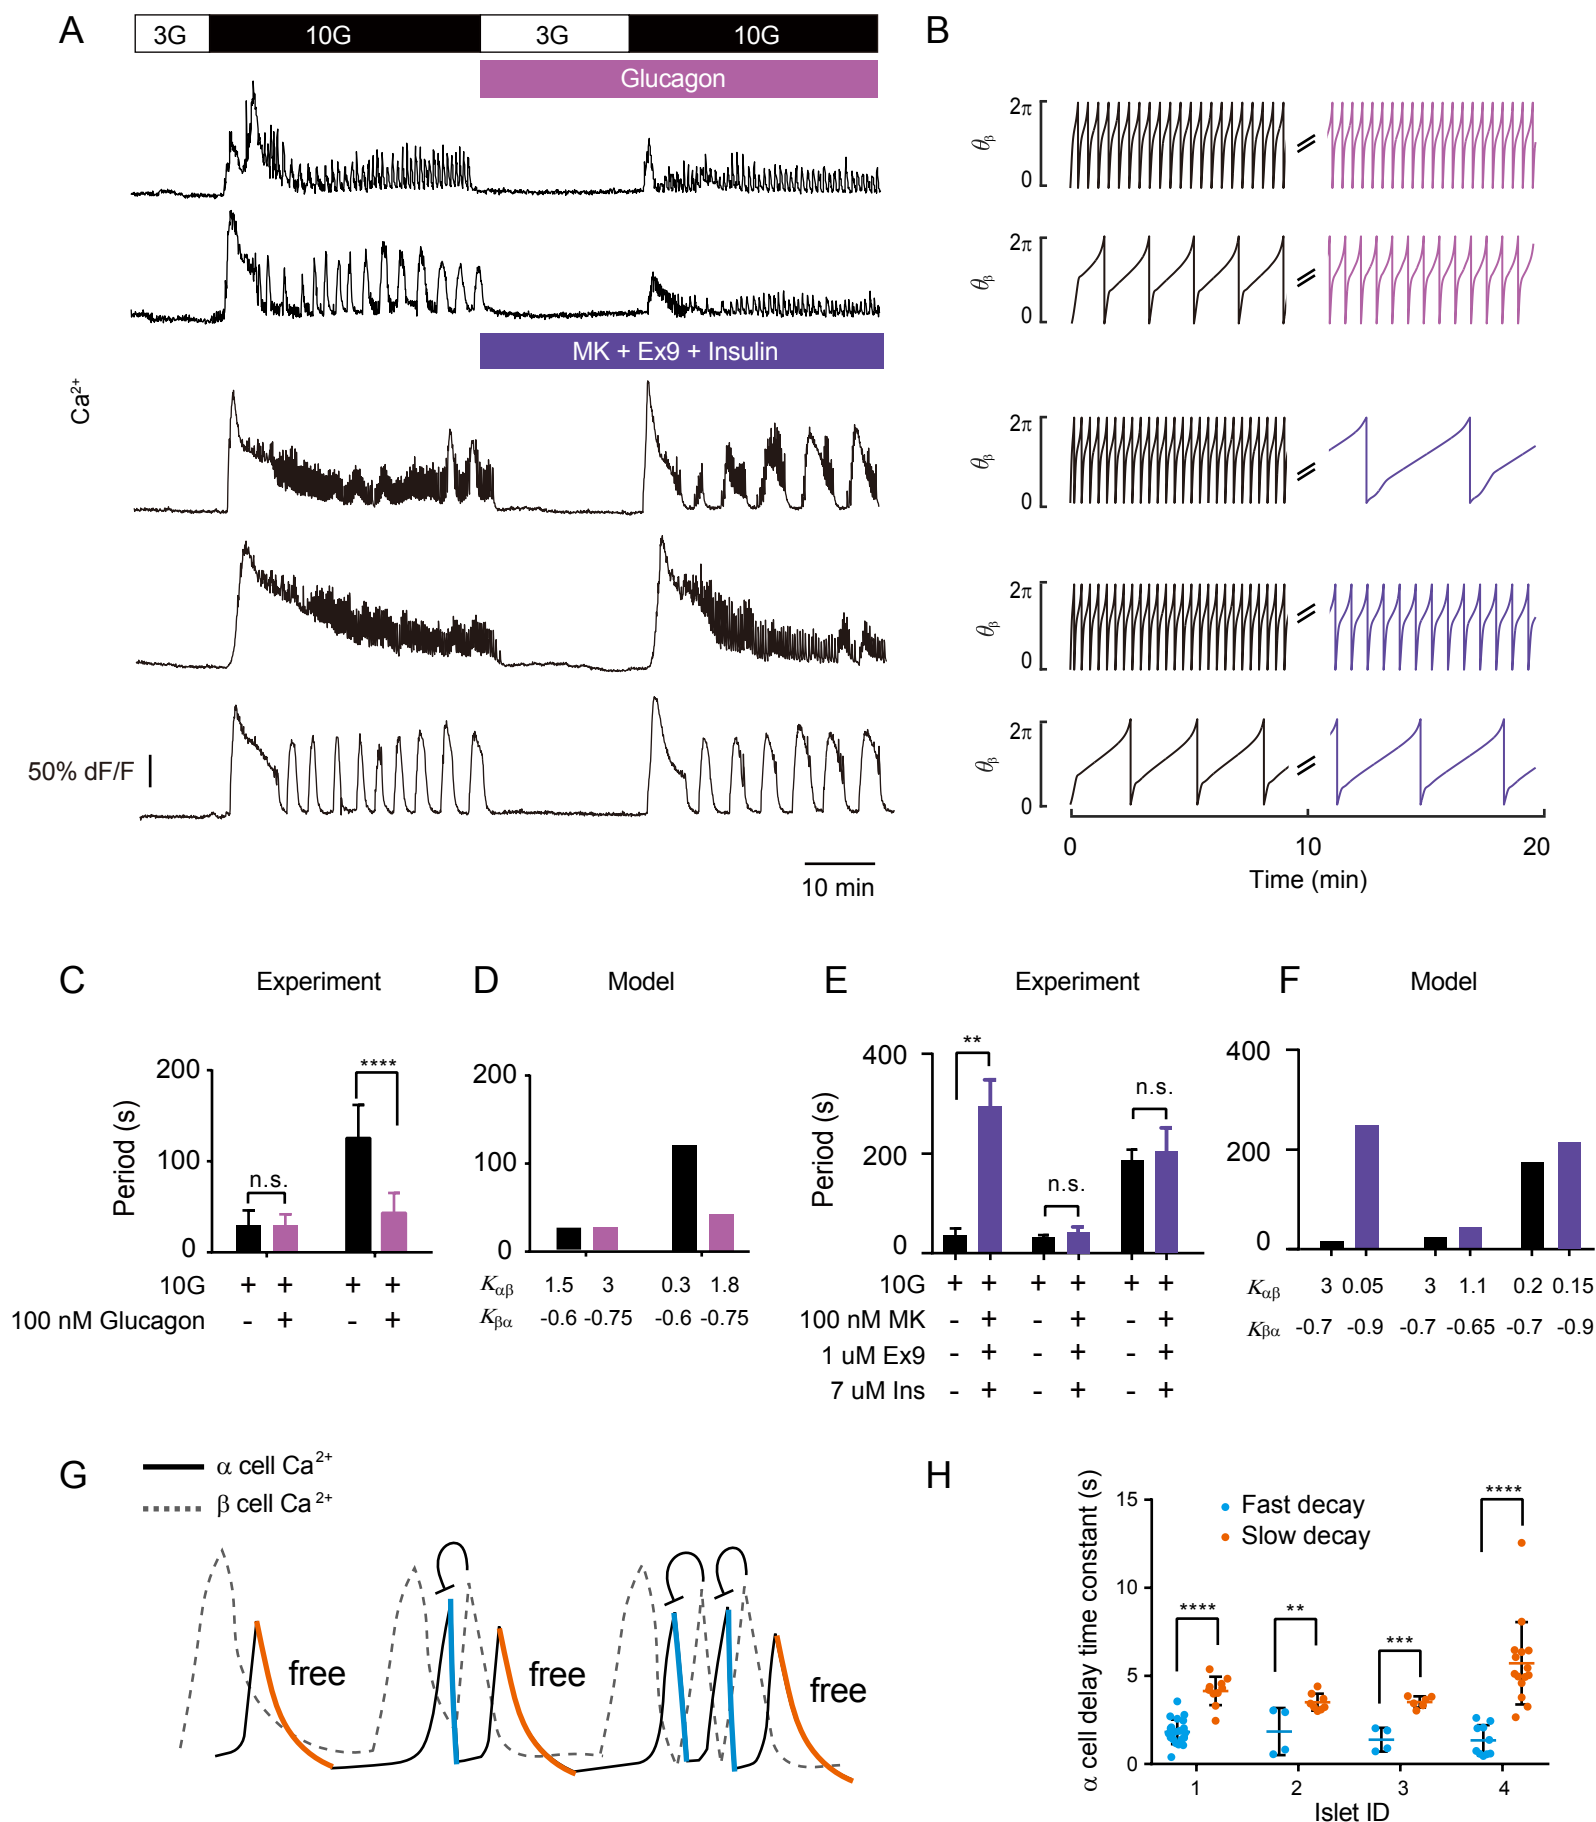 A
B
3G 10G 3G 10G
Glucagon
2π
θβ
0
2π
θβ
0
MK + Ex9 + Insulin
Ca2+
2π
θβ
0
2π
θβ
0
2π
θβ
0
50% dF/F
10 min
0 10 20
Time (min)
C Experiment
D Model
E Experiment
F Model
Period (s)
200
100
0
n.s.
****
10G + + + +
100 nM Glucagon - + - +
200
100
0
Kαβ 1.5 3 0.3 1.8
Kβα -0.6 -0.75 -0.6 -0.75
Period (s)
400
200
0
**
n.s.
n.s.
10G + + + + + +
100 nM MK - + - + - +
1 uM Ex9 - + - + - +
7 uM Ins - + - + - +
400
200
0
Kαβ 3 0.05 3 1.1 0.2 0.15
Kβα -0.7 -0.9 -0.7 -0.65 -0.7 -0.9
G
α cell Ca2+
β cell Ca2+
free
free
free
H
α cell delay time constant (s)
15
10
5
0
Fast decay
Slow decay
****
**
***
****
1 2 3 4
Islet ID